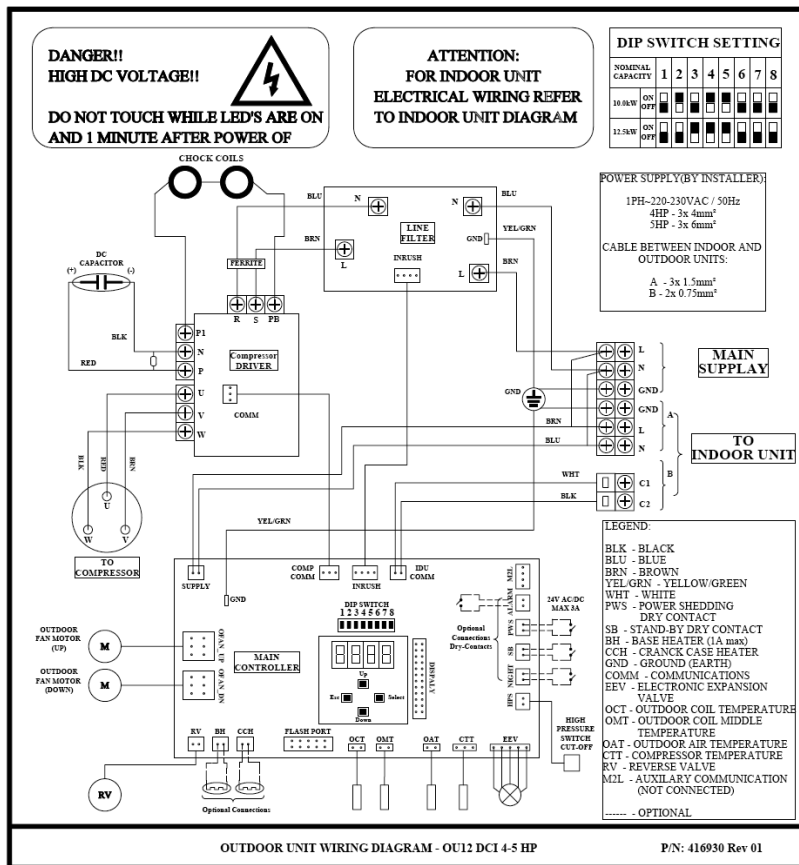 DANGER!!
HIGH DC VOLTAGE!!
DO NOT TOUCH WHILE LED'S ARE ON
AND 1 MINUTE AFTER POWER OF
ATTENTION:
FOR INDOOR UNIT
ELECTRICAL WIRING REFER
TO INDOOR UNIT DIAGRAM
DIP SWITCH SETTING
NOMINAL CAPACITY 1 2 3 4 5 6 7 8
10.0kW ON OFF
12.5kW ON OFF
POWER SUPPLY(BY INSTALLER):
1PH~220-230VAC / 50Hz
4HP - 3x 4mm²
5HP - 3x 6mm²
CABLE BETWEEN INDOOR AND
OUTDOOR UNITS:
A - 3x 1.5mm²
B - 2x 0.75mm²
CHOCK COILS
BLU
N
N
BLU
LINE
FILTER
YEL/GRN
GND
BRN
L
INRUSH
L
BRN
DC
CAPACITOR
(+)
(-)
FERRITE
R
S
PB
P1
N
P
U
V
W
Compressor
DRIVER
COMM
BLK
RED
BLK
RED
BRN
U
W
V
TO
COMPRESSOR
L
N
GND
GND
L
N
MAIN
SUPPLAY
A
B
TO
INDOOR UNIT
GND
BRN
BLU
WHT
BLK
C1
C2
YEL/GRN
SUPPLY
COMP
COMM
INRUSH
IDU
COMM
GND
M2L
ALARM
PWS
SB
NIGHT
HPS
24V AC/DC
MAX 3A
Optional
Connections
Dry-Contacts
DIP SWITCH
1 2 3 4 5 6 7 8
8.8.8.8
Up
Esc
Select
Down
DISPALY
MAIN
CONTROLLER
OFAN UP
OFAN DN
OUTDOOR
FAN MOTOR
(UP)
M
OUTDOOR
FAN MOTOR
(DOWN)
M
RV
BH
CCH
FLASH PORT
OCT
OMT
OAT
CTT
EEV
HIGH
PRESSURE
SWITCH
CUT-OFF
RV
Optional Connections
LEGEND:
BLK - BLACK
BLU - BLUE
BRN - BROWN
YEL/GRN - YELLOW/GREEN
WHT - WHITE
PWS - POWER SHEDDING
DRY CONTACT
SB - STAND-BY DRY CONTACT
BH - BASE HEATER (1A max)
CCH - CRANCK CASE HEATER
GND - GROUND (EARTH)
COMM - COMMUNICATIONS
EEV - ELECTRONIC EXPANSION
VALVE
OCT - OUTDOOR COIL TEMPERATURE
OMT - OUTDOOR COIL MIDDLE
TEMPERATURE
OAT - OUTDOOR AIR TEMPERATURE
CTT - COMPRESSOR TEMPERATURE
RV - REVERSE VALVE
M2L - AUXILARY COMMUNICATION
(NOT CONNECTED)
------ - OPTIONAL
OUTDOOR UNIT WIRING DIAGRAM - OU12 DCI 4-5 HP
P/N: 416930 Rev 01